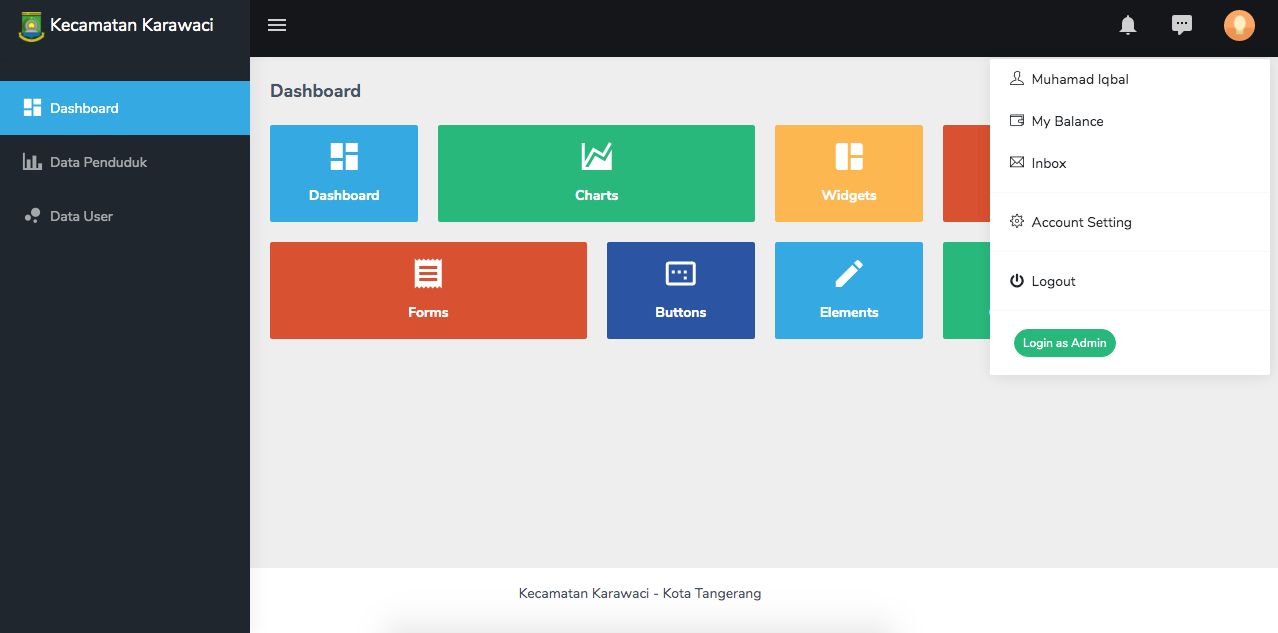 Kecamatan Karawaci
Dashboard
Data Penduduk
Data User
Dashboard
Dashboard
Charts
Widgets
Forms
Buttons
Elements
Muhamad Iqbal
My Balance
Inbox
Account Setting
Logout
Login as Admin
Kecamatan Karawaci - Kota Tangerang